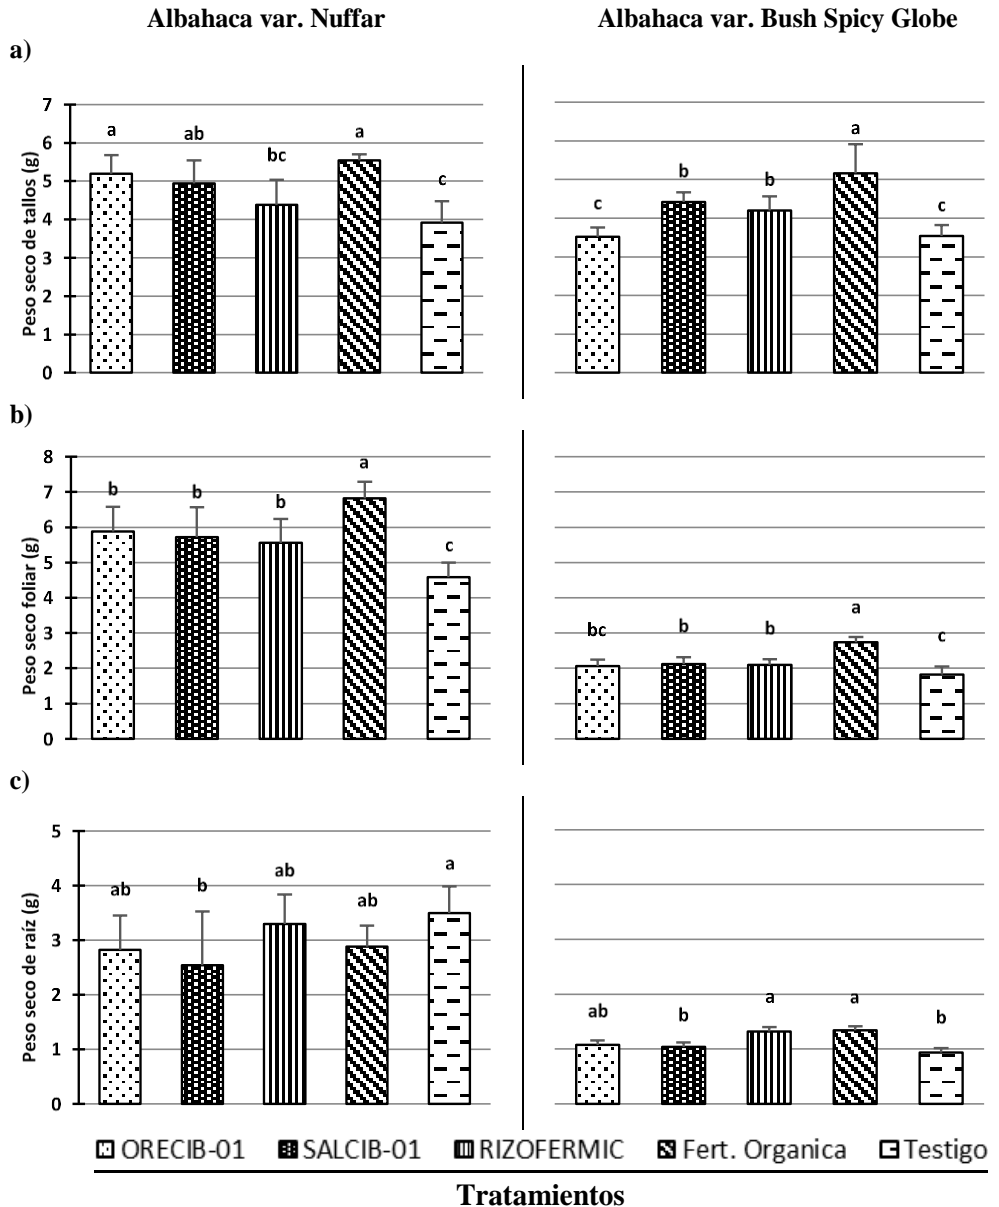 Albahaca var. Nuffar
Albahaca var. Bush Spicy Globe
a)
Peso seco de tallos (g)
7
6
5
4
3
2
1
0
a
ab
bc
a
c
c
b
b
a
c
b)
Peso seco foliar (g)
8
7
6
5
4
3
2
1
0
b
b
b
a
c
bc
b
b
a
c
c)
Peso seco de raíz (g)
5
4
3
2
1
0
ab
b
ab
ab
a
ab
b
a
a
b
ORECIB-01 SALCIB-01 RIZOFERMIC Fert. Organica Testigo
Tratamientos